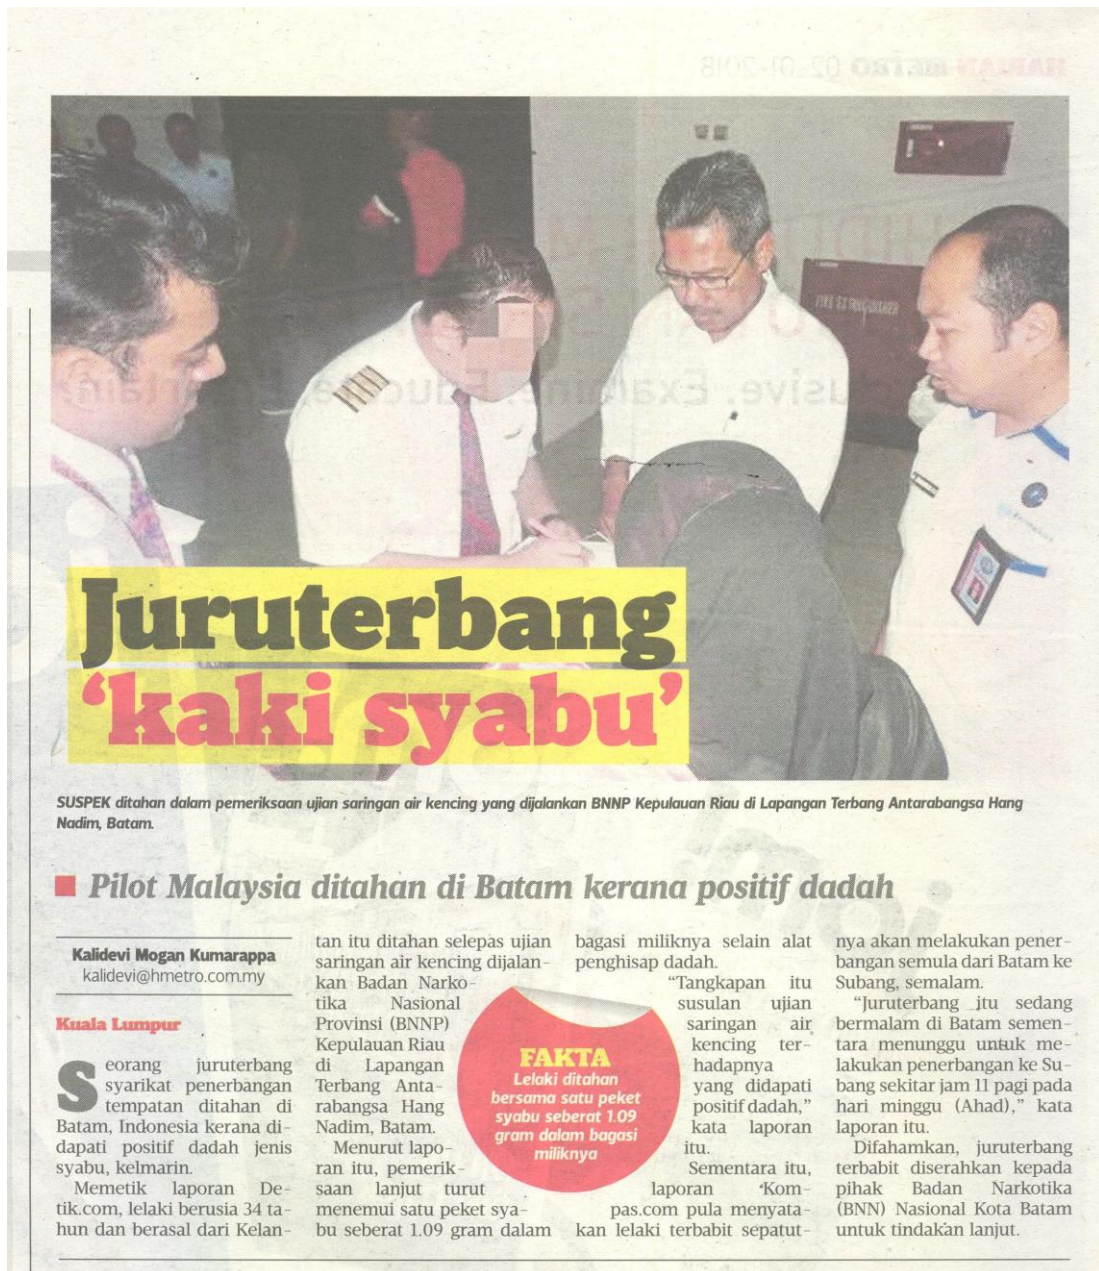 HARIAN METRO 02-01-2018
Juruterbang
‘kaki syabu’
SUSPEK ditahan dalam pemeriksaan ujian saringan air kencing yang dijalankan BNNP Kepulauan Riau di Lapangan Terbang Antarabangsa Hang
Nadim, Batam.
Pilot Malaysia ditahan di Batam kerana positif dadah
Kalidevi Mogan Kumarappa
kalidevi@hmetro.com.my
Kuala Lumpur
Seorang juruterbang
syarikat penerbangan
tempatan ditahan di
Batam, Indonesia kerana di-
dapati positif dadah jenis
syabu, kelmarin.
Memetik laporan De-
tik.com, lelaki berusia 34 ta-
hun dan berasal dari Kelan-
tan itu ditahan selepas ujian
saringan air kencing dijalan-
kan Badan Narko-
tika Nasional
Provinsi (BNNP)
Kepulauan Riau
di Lapangan
Terbang Anta-
rabangsa Hang
Nadim, Batam.
Menurut lapo-
ran itu, pemerik-
saan lanjut turut
menemui satu peket sya-
bu seberat 1.09 gram dalam
bagasi miliknya selain alat
penghisap dadah.
“Tangkapan itu
susulan ujian
saringan air
kencing ter-
hadapnya
yang didapati
positif dadah,”
kata laporan
itu.
Sementara itu,
laporan ‘Kom-
pas.com pula menyata-
kan lelaki terbabit sepatut-
nya akan melakukan pener-
bangan semula dari Batam ke
Subang, semalam.
“Juruterbang itu sedang
bermalam di Batam semen-
tara menunggu untuk me-
lakukan penerbangan ke Su-
bang sekitar jam 11 pagi pada
hari minggu (Ahad),” kata
laporan itu.
Difahamkan, juruterbang
terbabit diserahkan kepada
pihak Badan Narkotika
(BNN) Nasional Kota Batam
untuk tindakan lanjut.
FAKTA
Lelaki ditahan
bersama satu peket
syabu seberat 1.09
gram dalam bagasi
miliknya